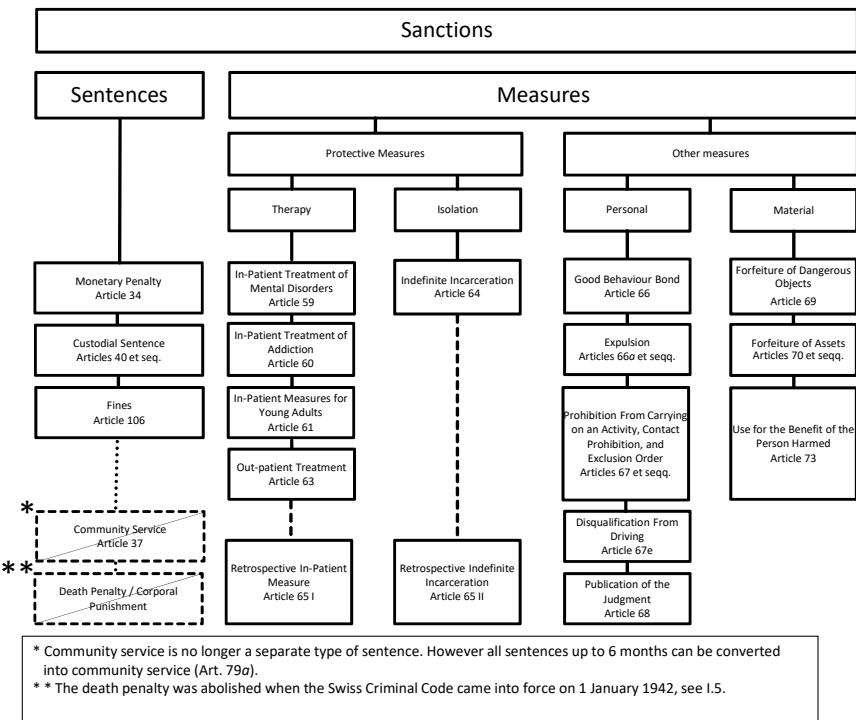 Sanctions
Sentences
Measures
Protective Measures
Other measures
Therapy
Isolation
Personal
Material
Monetary Penalty
Article 34
Custodial Sentence
Articles 40 et seq.
Fines
Article 106
*
Community Service
Article 37
* *
Death Penalty / Corporal
Punishment
In-Patient Treatment of
Mental Disorders
Article 59
In-Patient Treatment of
Addiction
Article 60
In-Patient Measures for
Young Adults
Article 61
Out-patient Treatment
Article 63
Retrospective In-Patient
Measure
Article 65 I
Indefinite Incarceration
Article 64
Retrospective Indefinite
Incarceration
Article 65 II
Good Behaviour Bond
Article 66
Expulsion
Articles 66a et seqq.
Prohibition From Carrying
on an Activity, Contact
Prohibition, and
Exclusion Order
Articles 67 et seqq.
Disqualification From
Driving
Article 67e
Publication of the
Judgment
Article 68
Forfeiture of Dangerous
Objects
Article 69
Forfeiture of Assets
Articles 70 et seqq.
Use for the Benefit of the
Person Harmed
Article 73
* Community service is no longer a separate type of sentence. However all sentences up to 6 months can be converted
into community service (Art. 79a).
* * The death penalty was abolished when the Swiss Criminal Code came into force on 1 January 1942, see I.5.